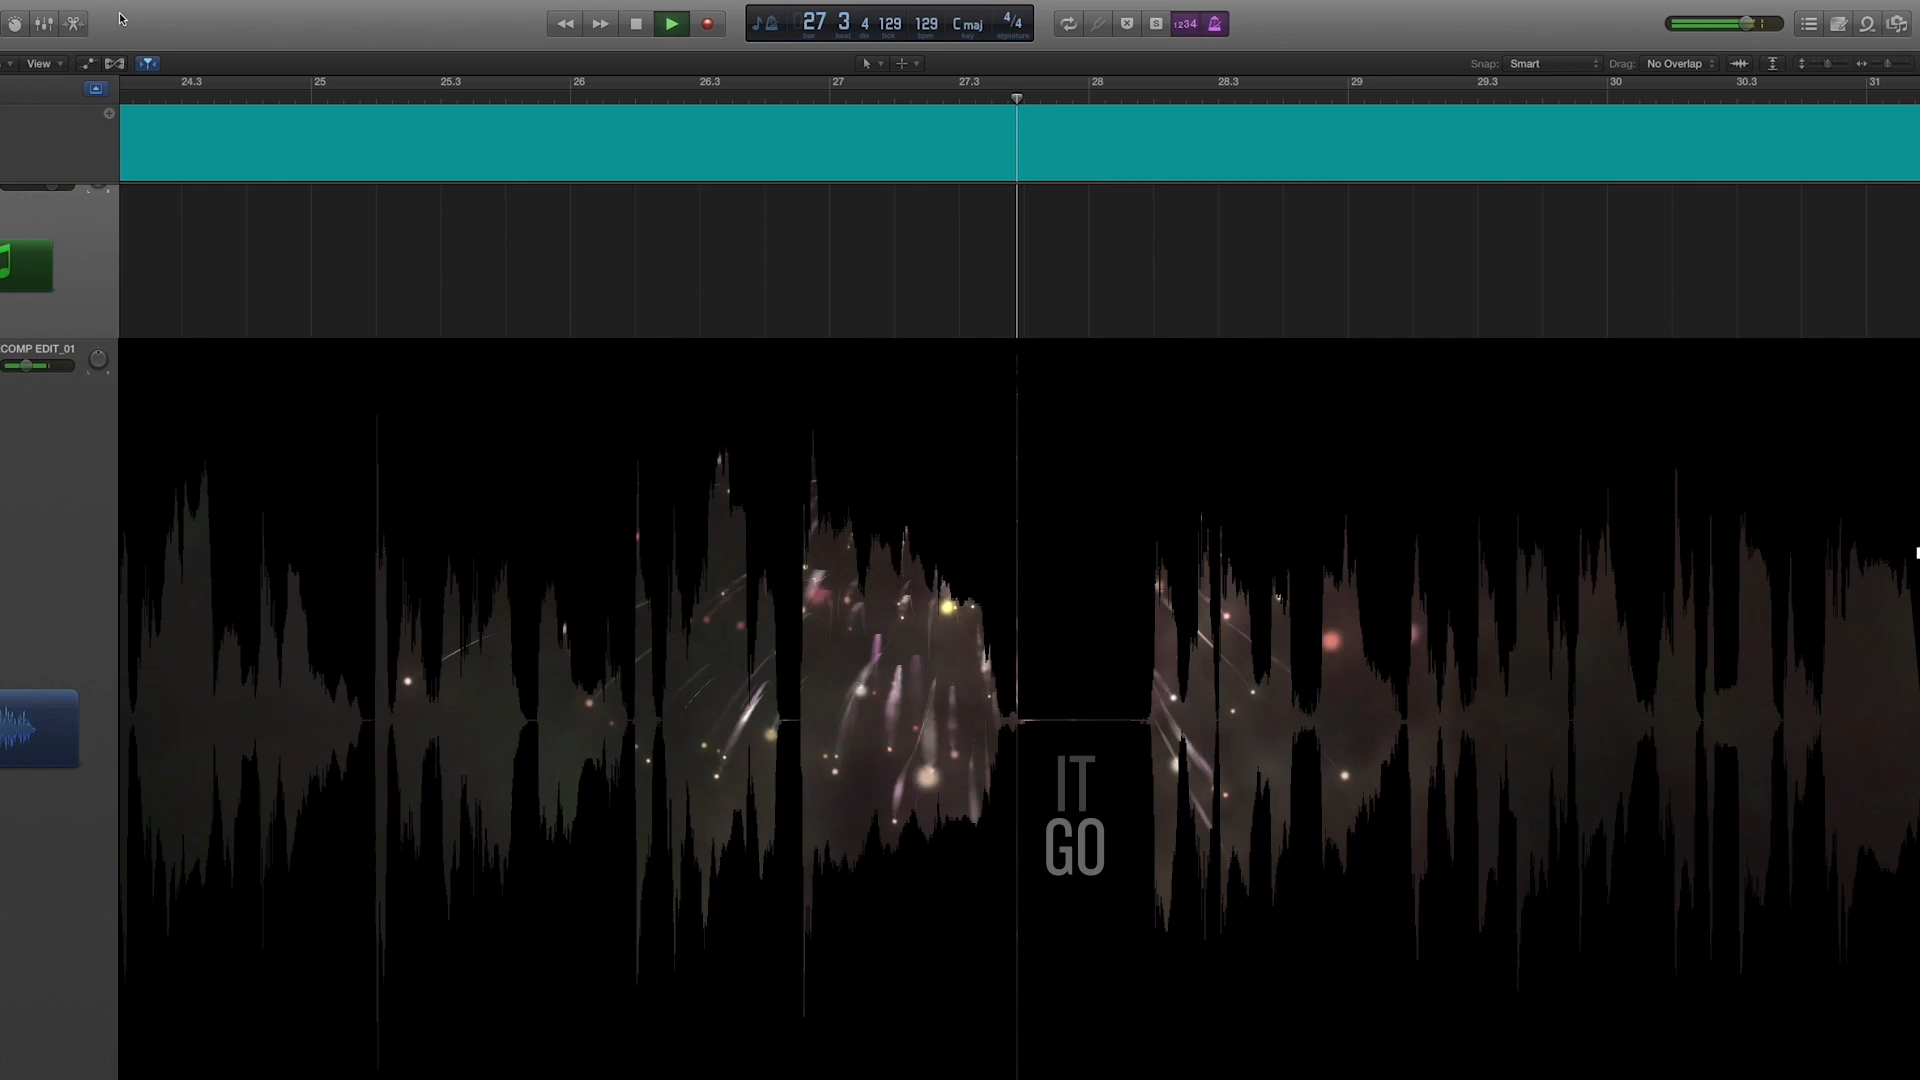 27 3 4 129 129 C maj 4/4
bar beat div tick bpm key signature
S 1234
View Snap: Smart Drag: No Overlap
24.3 25 25.3 26 26.3 27 27.3 28 28.3 29 29.3 30 30.3 31
COMP EDIT_01
IT
GO